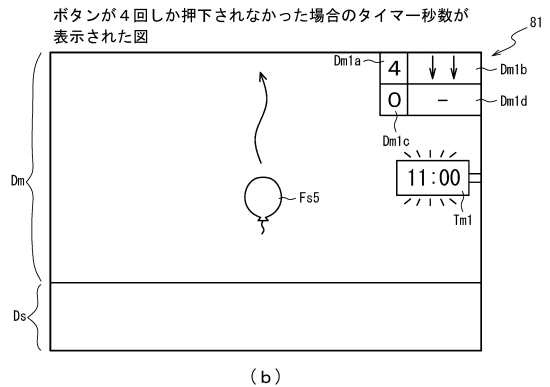 ボタンが４回しか押下されなかった場合のタイマー秒数が
表示された図
81
Dm1a
4
↓↓
Dm1b
0
-
Dm1d
Dm1c
Dm
11:00
Fs5
Tm1
Ds
(b)